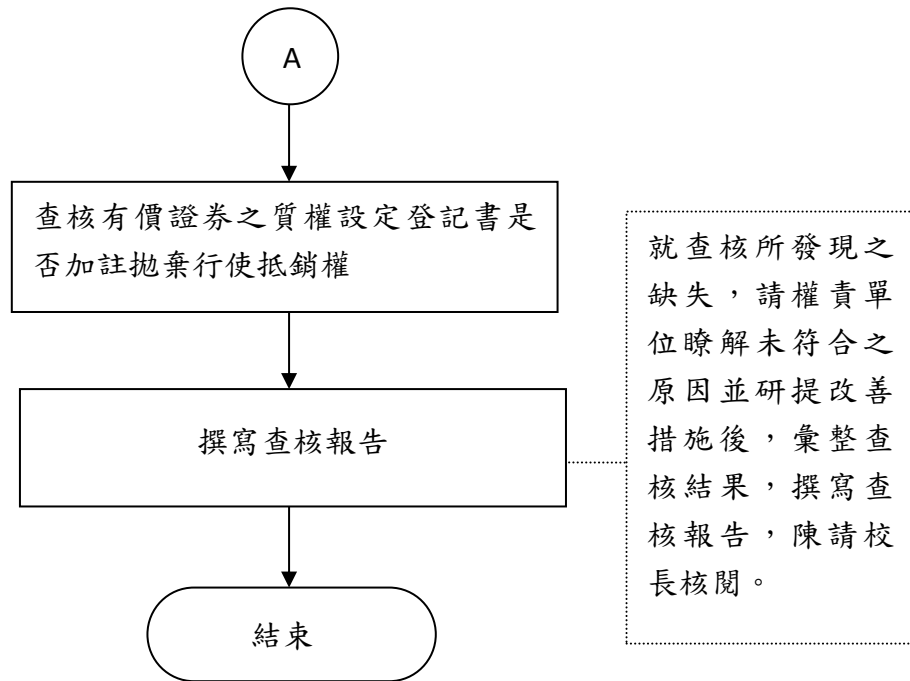 A
查核有價證券之質權設定登記書是
否加註拋棄行使抵銷權
撰寫查核報告
就查核所發現之
缺失，請權責單
位瞭解未符合之
原因並研提改善
措施後，彙整查
核結果，撰寫查
核報告，陳請校
長核閱。
結束